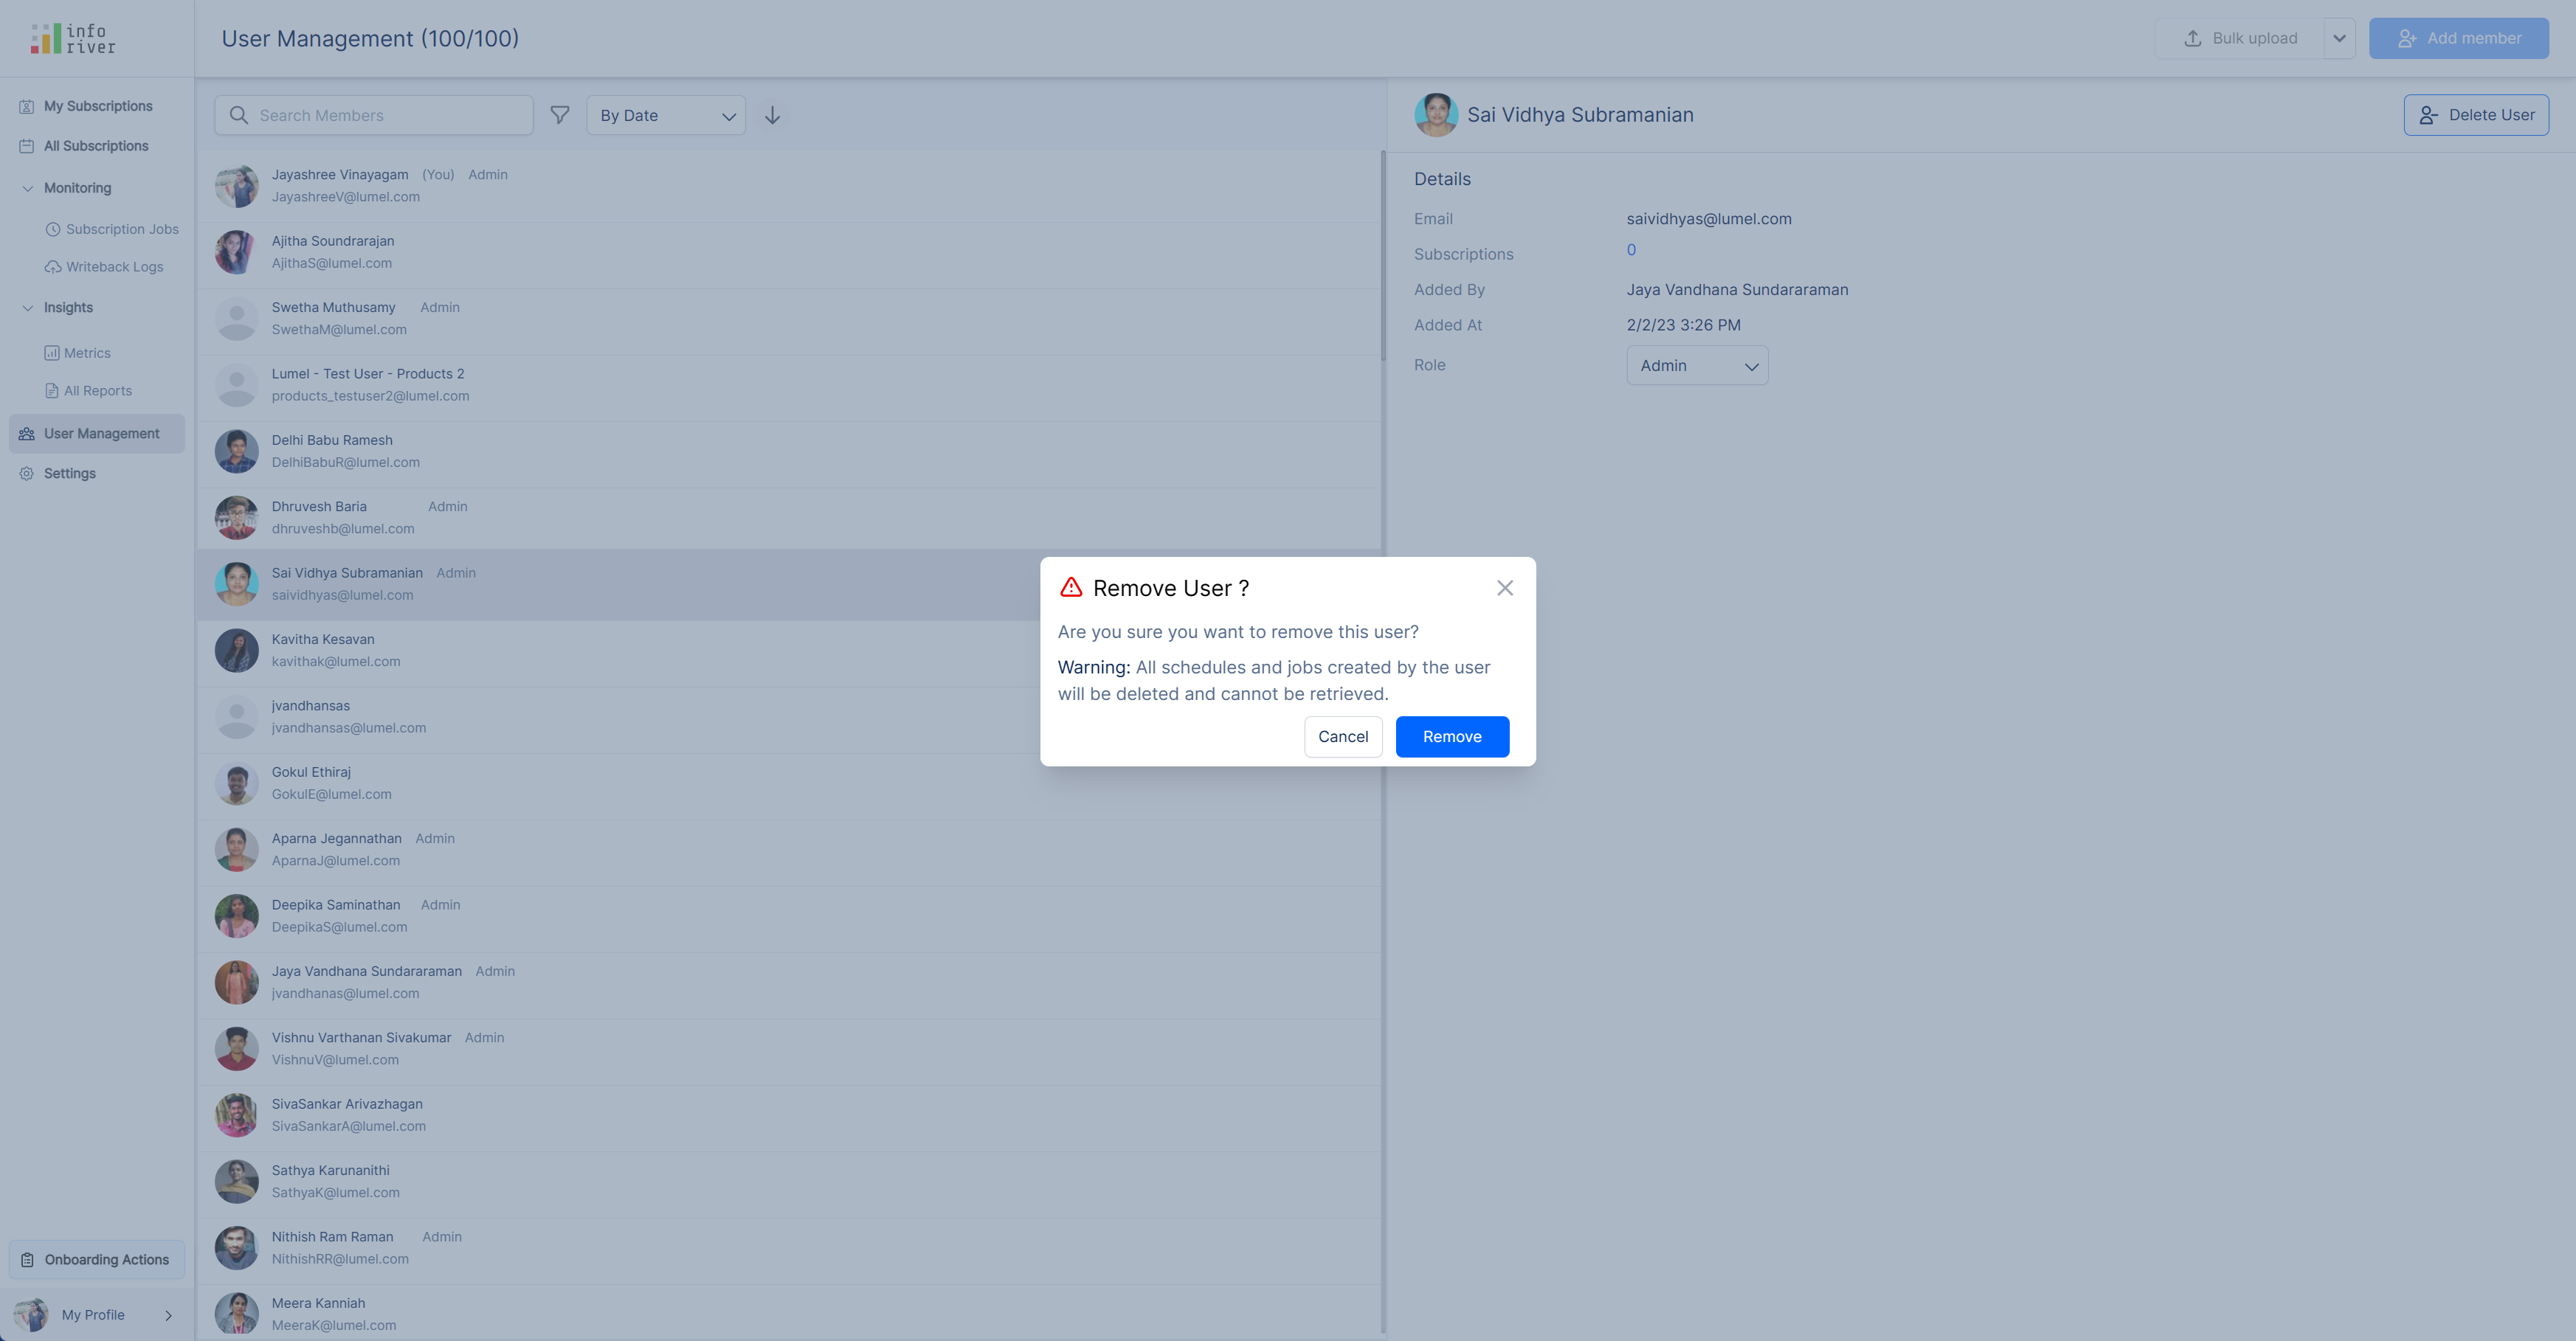 info
river
User Management (100/100)
Bulk upload
Add member
My Subscriptions
All Subscriptions
Monitoring
Subscription Jobs
Writeback Logs
Insights
Metrics
All Reports
User Management
Settings
Onboarding Actions
My Profile
Search Members
By Date
Jayashree Vinayagam (You) Admin
JayashreeV@lumel.com
Ajitha Soundrarajan
AjithaS@lumel.com
Swetha Muthusamy Admin
SwethaM@lumel.com
Lumel - Test User - Products 2
products_testuser2@lumel.com
Delhi Babu Ramesh
DelhiBabuR@lumel.com
Dhruvesh Baria Admin
dhruveshb@lumel.com
Sai Vidhya Subramanian Admin
saividhyas@lumel.com
Kavitha Kesavan
kavithak@lumel.com
jvandhansas
jvandhansas@lumel.com
Gokul Ethiraj
GokulE@lumel.com
Aparna Jegannathan Admin
AparnaJ@lumel.com
Deepika Saminathan Admin
DeepikaS@lumel.com
Jaya Vandhana Sundararaman Admin
jvandhanas@lumel.com
Vishnu Varthanan Sivakumar Admin
VishnuV@lumel.com
SivaSankar Arivazhagan
SivaSankarA@lumel.com
Sathya Karunanithi
SathyaK@lumel.com
Nithish Ram Raman Admin
NithishRR@lumel.com
Meera Kanniah
MeeraK@lumel.com
Sai Vidhya Subramanian
Delete User
Details
Email saividhyas@lumel.com
Subscriptions 0
Added By Jaya Vandhana Sundararaman
Added At 2/2/23 3:26 PM
Role Admin
Remove User ?
Are you sure you want to remove this user?
Warning: All schedules and jobs created by the user
will be deleted and cannot be retrieved.
Cancel
Remove